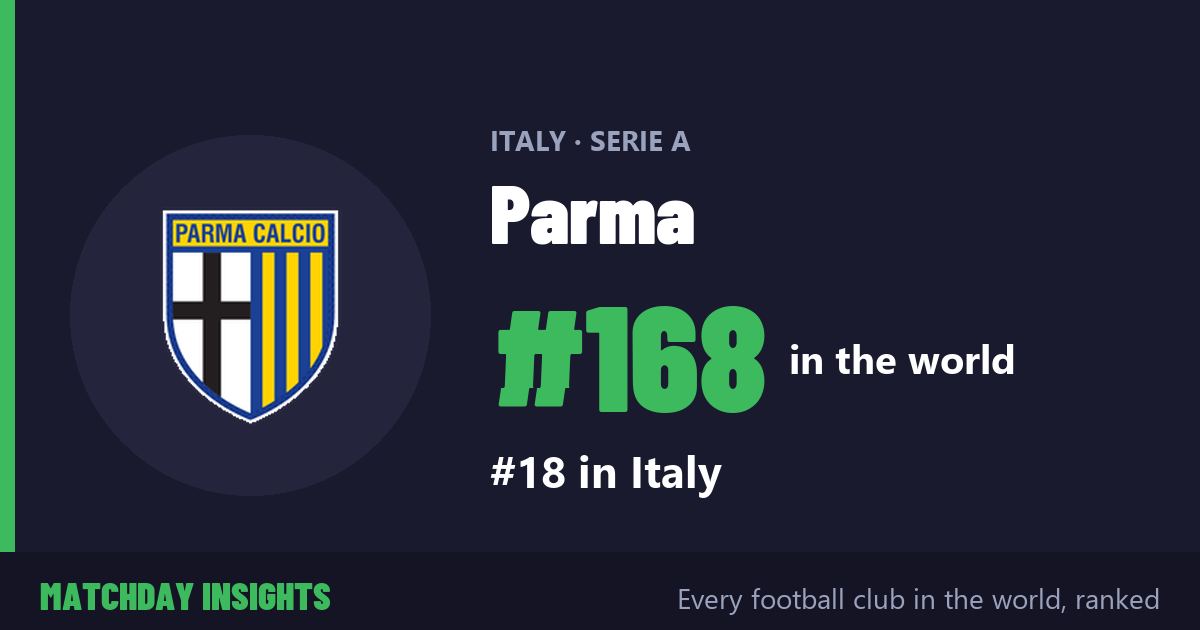 ITALY · SERIE A
Parma
PARMA CALCIO
#168 in the world
#18 in Italy
MATCHDAY INSIGHTS
Every football club in the world, ranked